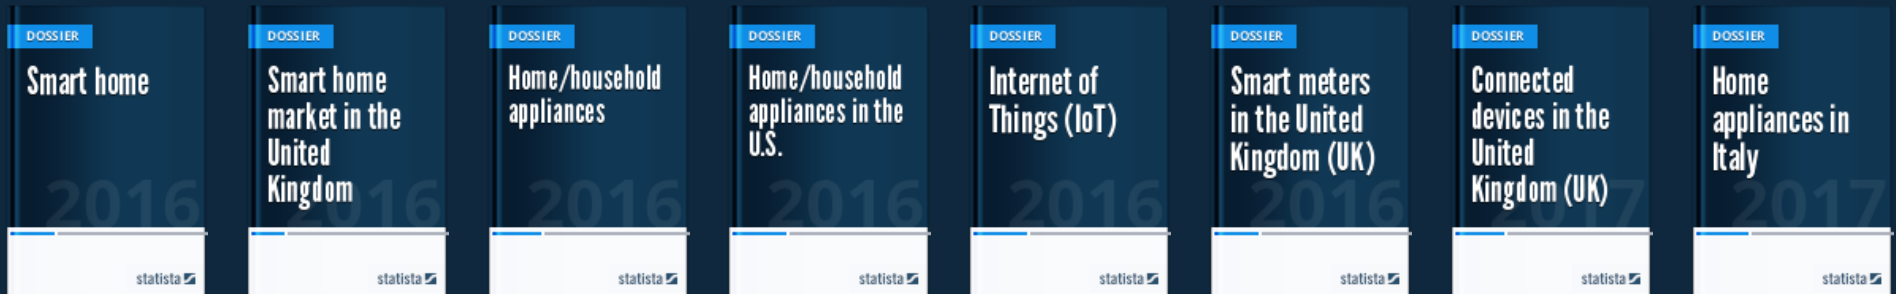 DOSSIER
Smart home
2016
statista
DOSSIER
Smart home
market in the
United
Kingdom
2016
statista
DOSSIER
Home/household
appliances
2016
statista
DOSSIER
Home/household
appliances in the
U.S.
2016
statista
DOSSIER
Internet of
Things (IoT)
2016
statista
DOSSIER
Smart meters
in the United
Kingdom (UK)
2016
statista
DOSSIER
Connected
devices in the
United
Kingdom (UK)
2017
statista
DOSSIER
Home
appliances in
Italy
2017
statista